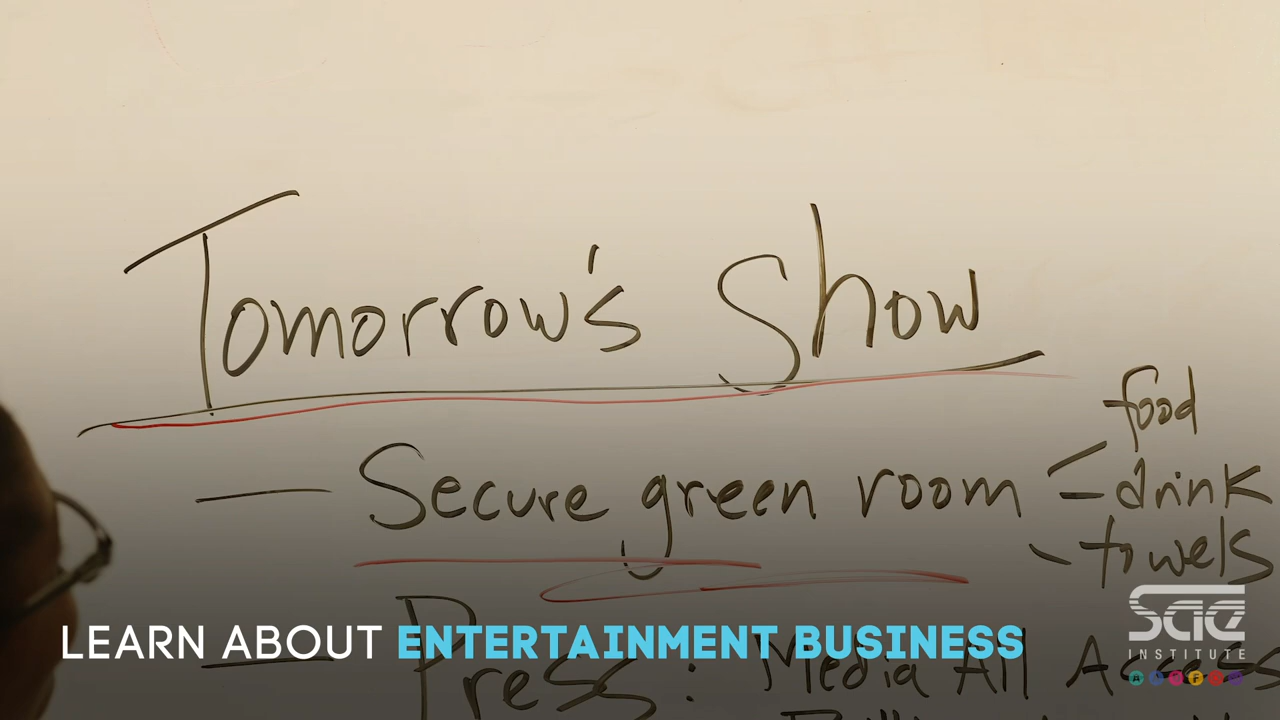 Tomorrow's Show
food
— Secure green room – drink
– towels
— Press: Media All Access
LEARN ABOUT ENTERTAINMENT BUSINESS
SAE
INSTITUTE